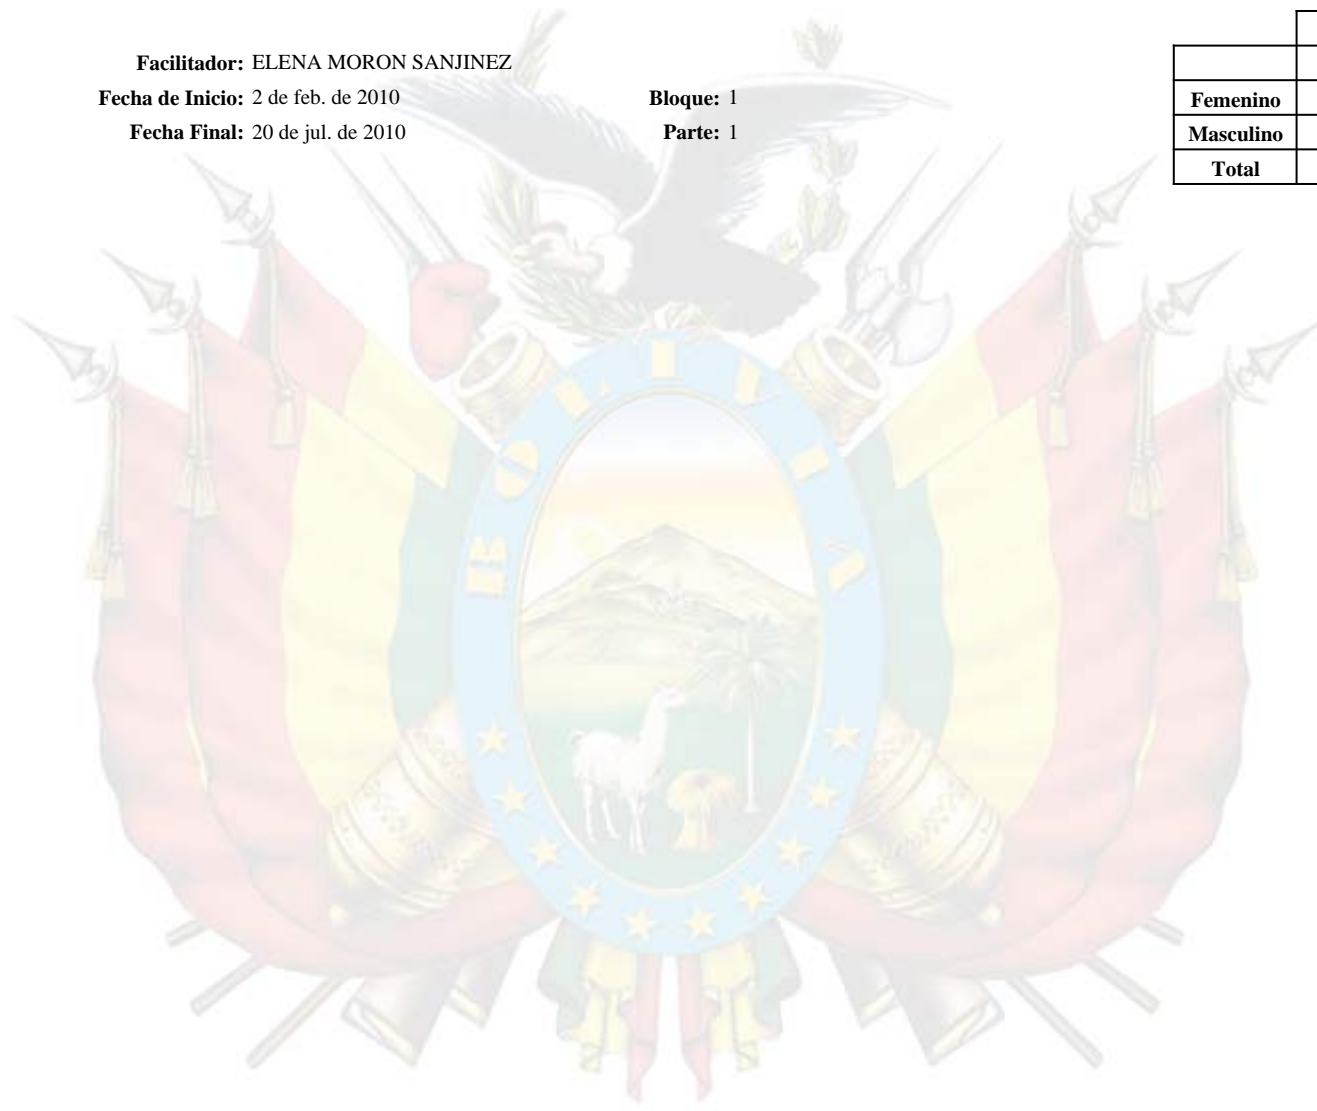 Facilitador: ELENA MORON SANJINEZ
Fecha de Inicio: 2 de feb. de 2010 Bloque: 1
Fecha Final: 20 de jul. de 2010 Parte: 1
Femenino
Masculino
Total
BOLIVIA